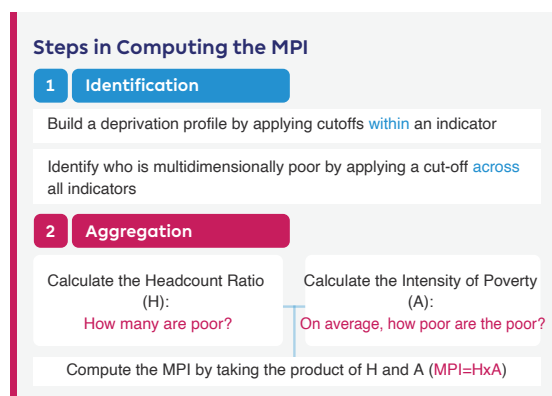 Steps in Computing the MPI
1 Identification
Build a deprivation profile by applying cutoffs within an indicator
Identify who is multidimensionally poor by applying a cut-off across
all indicators
2 Aggregation
Calculate the Headcount Ratio
(H):
How many are poor?
Calculate the Intensity of Poverty
(A):
On average, how poor are the poor?
Compute the MPI by taking the product of H and A (MPI=HxA)